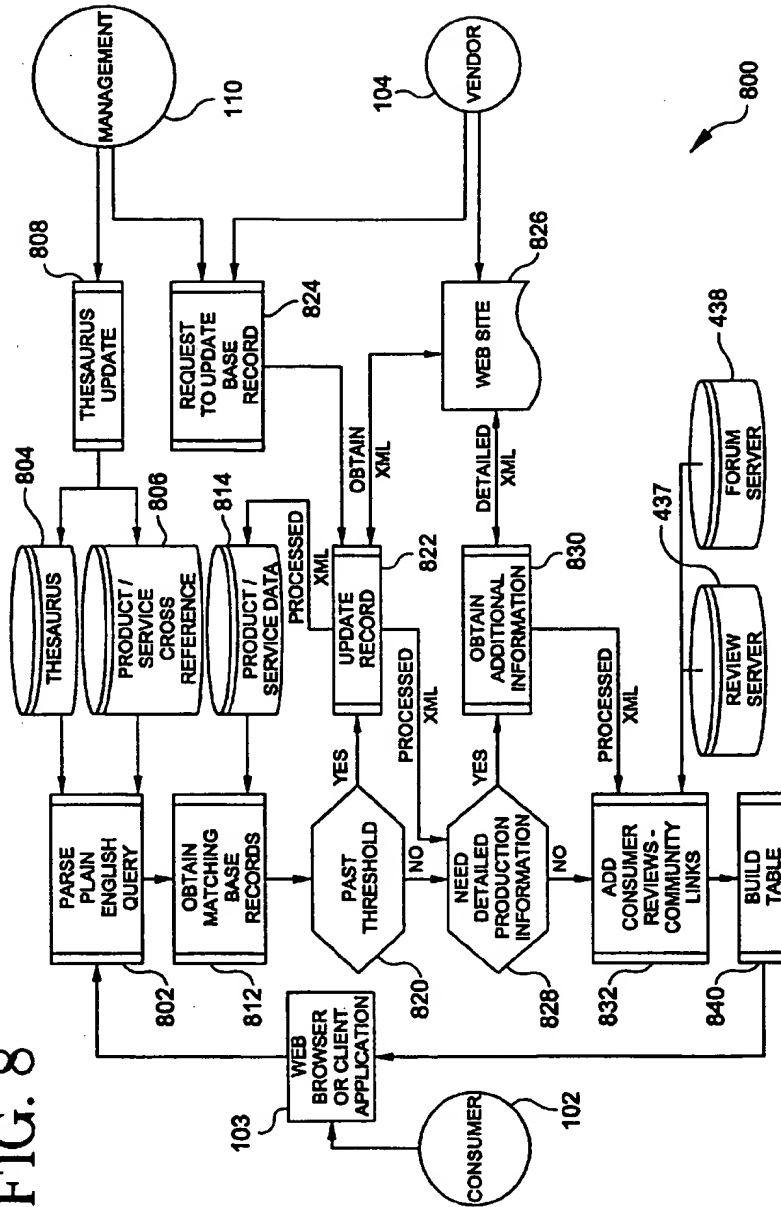 FIG. 8
MANAGEMENT
110
VENDOR
104
800
808
THESAURUS
UPDATE
824
REQUEST
TO UPDATE
BASE
RECORD
826
WEB SITE
804
THESAURUS
806
PRODUCT /
SERVICE
CROSS
REFERENCE
814
PRODUCT /
SERVICE DATA
PROCESSED
XML
OBTAIN
XML
822
UPDATE
RECORD
DETAILED
XML
830
OBTAIN
ADDITIONAL
INFORMATION
438
FORUM
SERVER
437
REVIEW
SERVER
PARSE
PLAIN
ENGLISH
QUERY
802
OBTAIN
MATCHING
BASE
RECORDS
812
PAST
THRESHOLD
820
YES
NO
PROCESSED
XML
NEED
DETAILED
PRODUCTION
INFORMATION
828
YES
NO
PROCESSED
XML
ADD
CONSUMER
REVIEWS -
COMMUNITY
LINKS
832
BUILD
TABLE
840
WEB
BROWSER
OR CLIENT
APPLICATION
103
CONSUMER
102